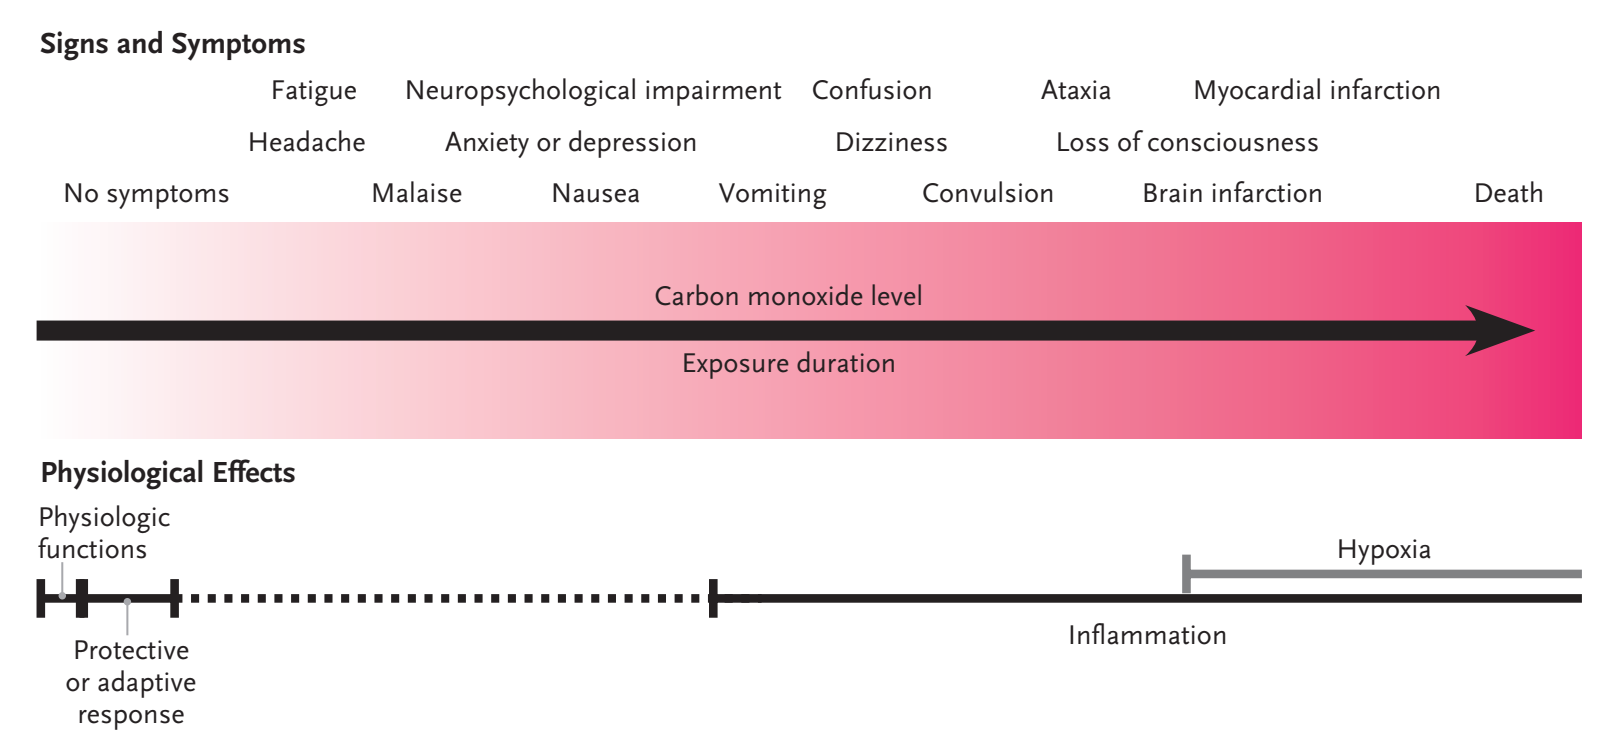 Signs and Symptoms
Fatigue Neuropsychological impairment Confusion Ataxia Myocardial infarction
Headache Anxiety or depression Dizziness Loss of consciousness
No symptoms Malaise Nausea Vomiting Convulsion Brain infarction Death
Carbon monoxide level
Exposure duration
Physiological Effects
Physiologic
functions
Hypoxia
Inflammation
Protective
or adaptive
response